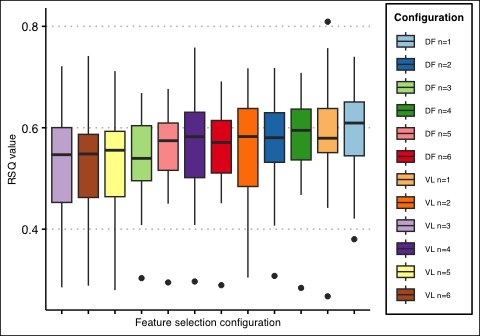 0.8
0.6
0.4
RSQ value
Feature selection configuration
Configuration
DF n=1
DF n=2
DF n=3
DF n=4
DF n=5
DF n=6
VL n=1
VL n=2
VL n=3
VL n=4
VL n=5
VL n=6